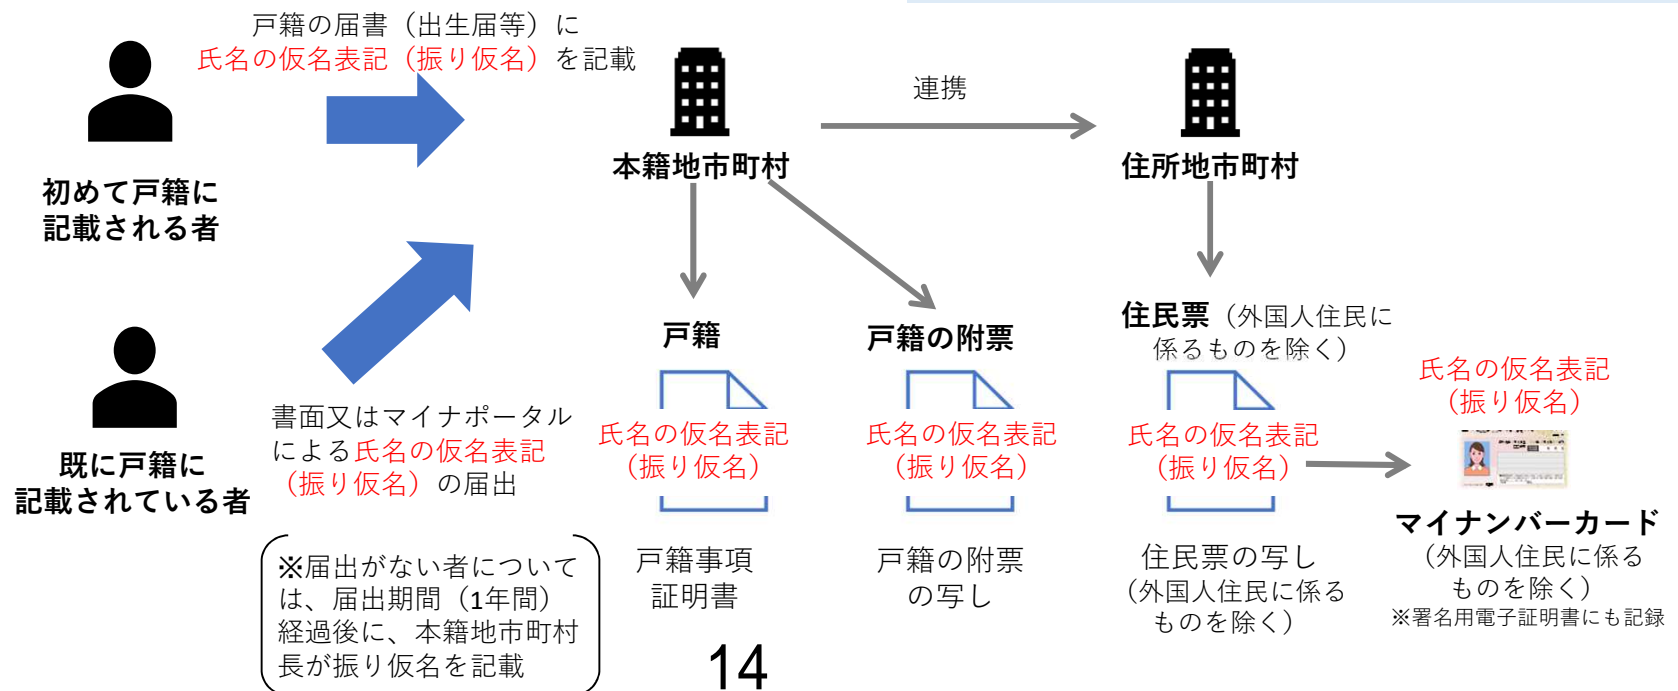 戸籍の届書（出生届等）に
氏名の仮名表記（振り仮名）を記載
初めて戸籍に
記載される者
本籍地市町村
連携
住所地市町村
既に戸籍に
記載されている者
書面又はマイナポータル
による氏名の仮名表記
（振り仮名）の届出
※届出がない者について
は、届出期間（1年間）
経過後に、本籍地市町村
長が振り仮名を記載
戸籍
氏名の仮名表記
（振り仮名）
戸籍事項
証明書
戸籍の附票
氏名の仮名表記
（振り仮名）
戸籍の附票
の写し
住民票（外国人住民に
係るものを除く）
氏名の仮名表記
（振り仮名）
住民票の写し
（外国人住民に係る
ものを除く）
氏名の仮名表記
（振り仮名）
マイナンバーカード
（外国人住民に係る
ものを除く）
※署名用電子証明書にも記録
14